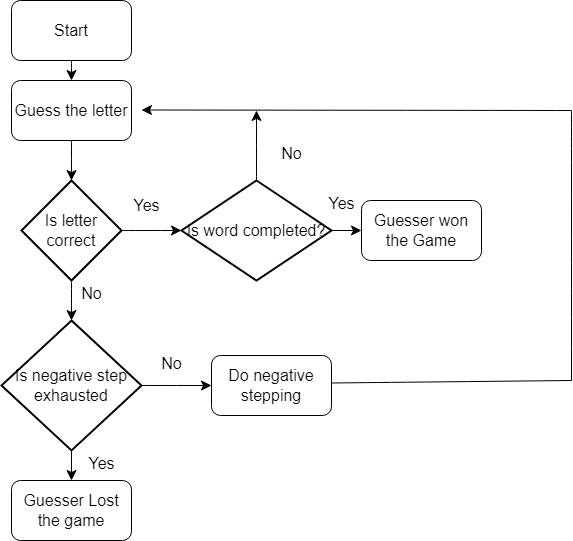 Start
Guess the letter
No
Is letter
correct
Yes
Is word completed?
Yes
Guesser won
the Game
No
Is negative step
exhausted
No
Do negative
stepping
Yes
Guesser Lost
the game